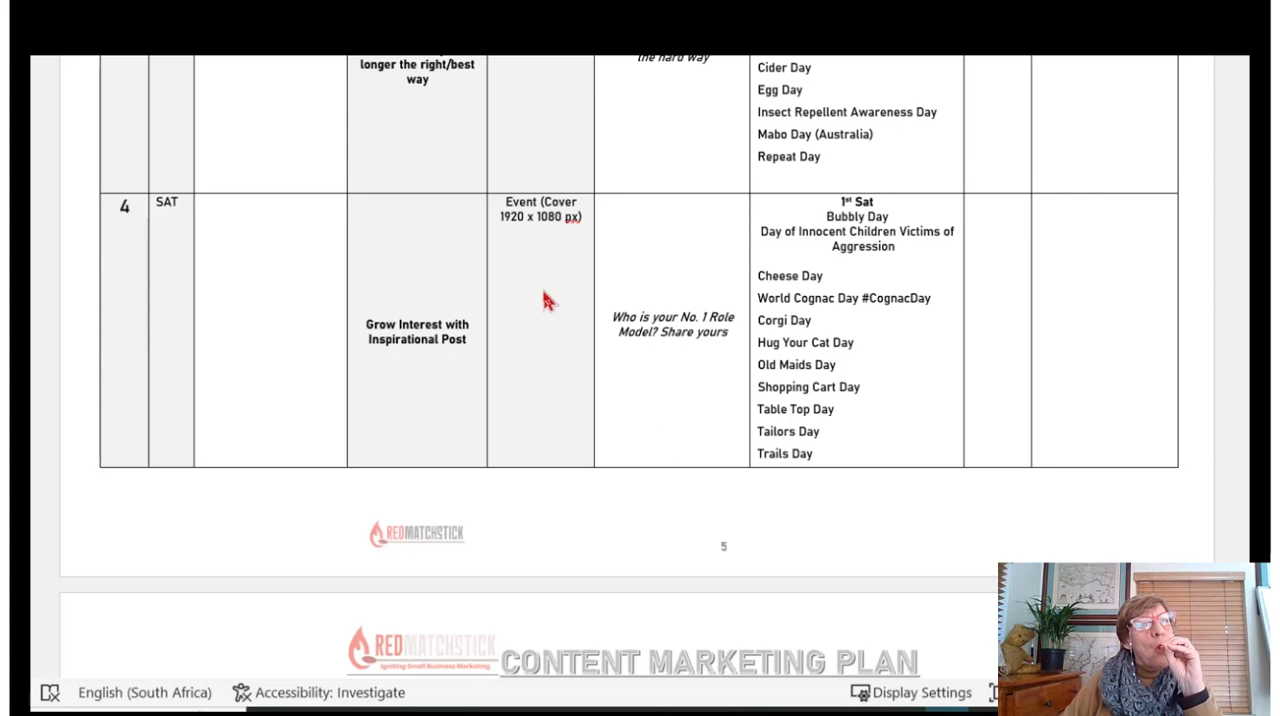 longer the right/best
way
the hard way
Cider Day
Egg Day
Insect Repellent Awareness Day
Mabo Day (Australia)
Repeat Day
4
SAT
Grow Interest with
Inspirational Post
Event (Cover
1920 x 1080 px)
Who is your No. 1 Role
Model? Share yours
1st Sat
Bubbly Day
Day of Innocent Children Victims of
Aggression
Cheese Day
World Cognac Day #CognacDay
Corgi Day
Hug Your Cat Day
Old Maids Day
Shopping Cart Day
Table Top Day
Tailors Day
Trails Day
REDMATCHSTICK
5
REDMATCHSTICK
Igniting Small Business Marketing
CONTENT MARKETING PLAN
English (South Africa)
Accessibility: Investigate
Display Settings